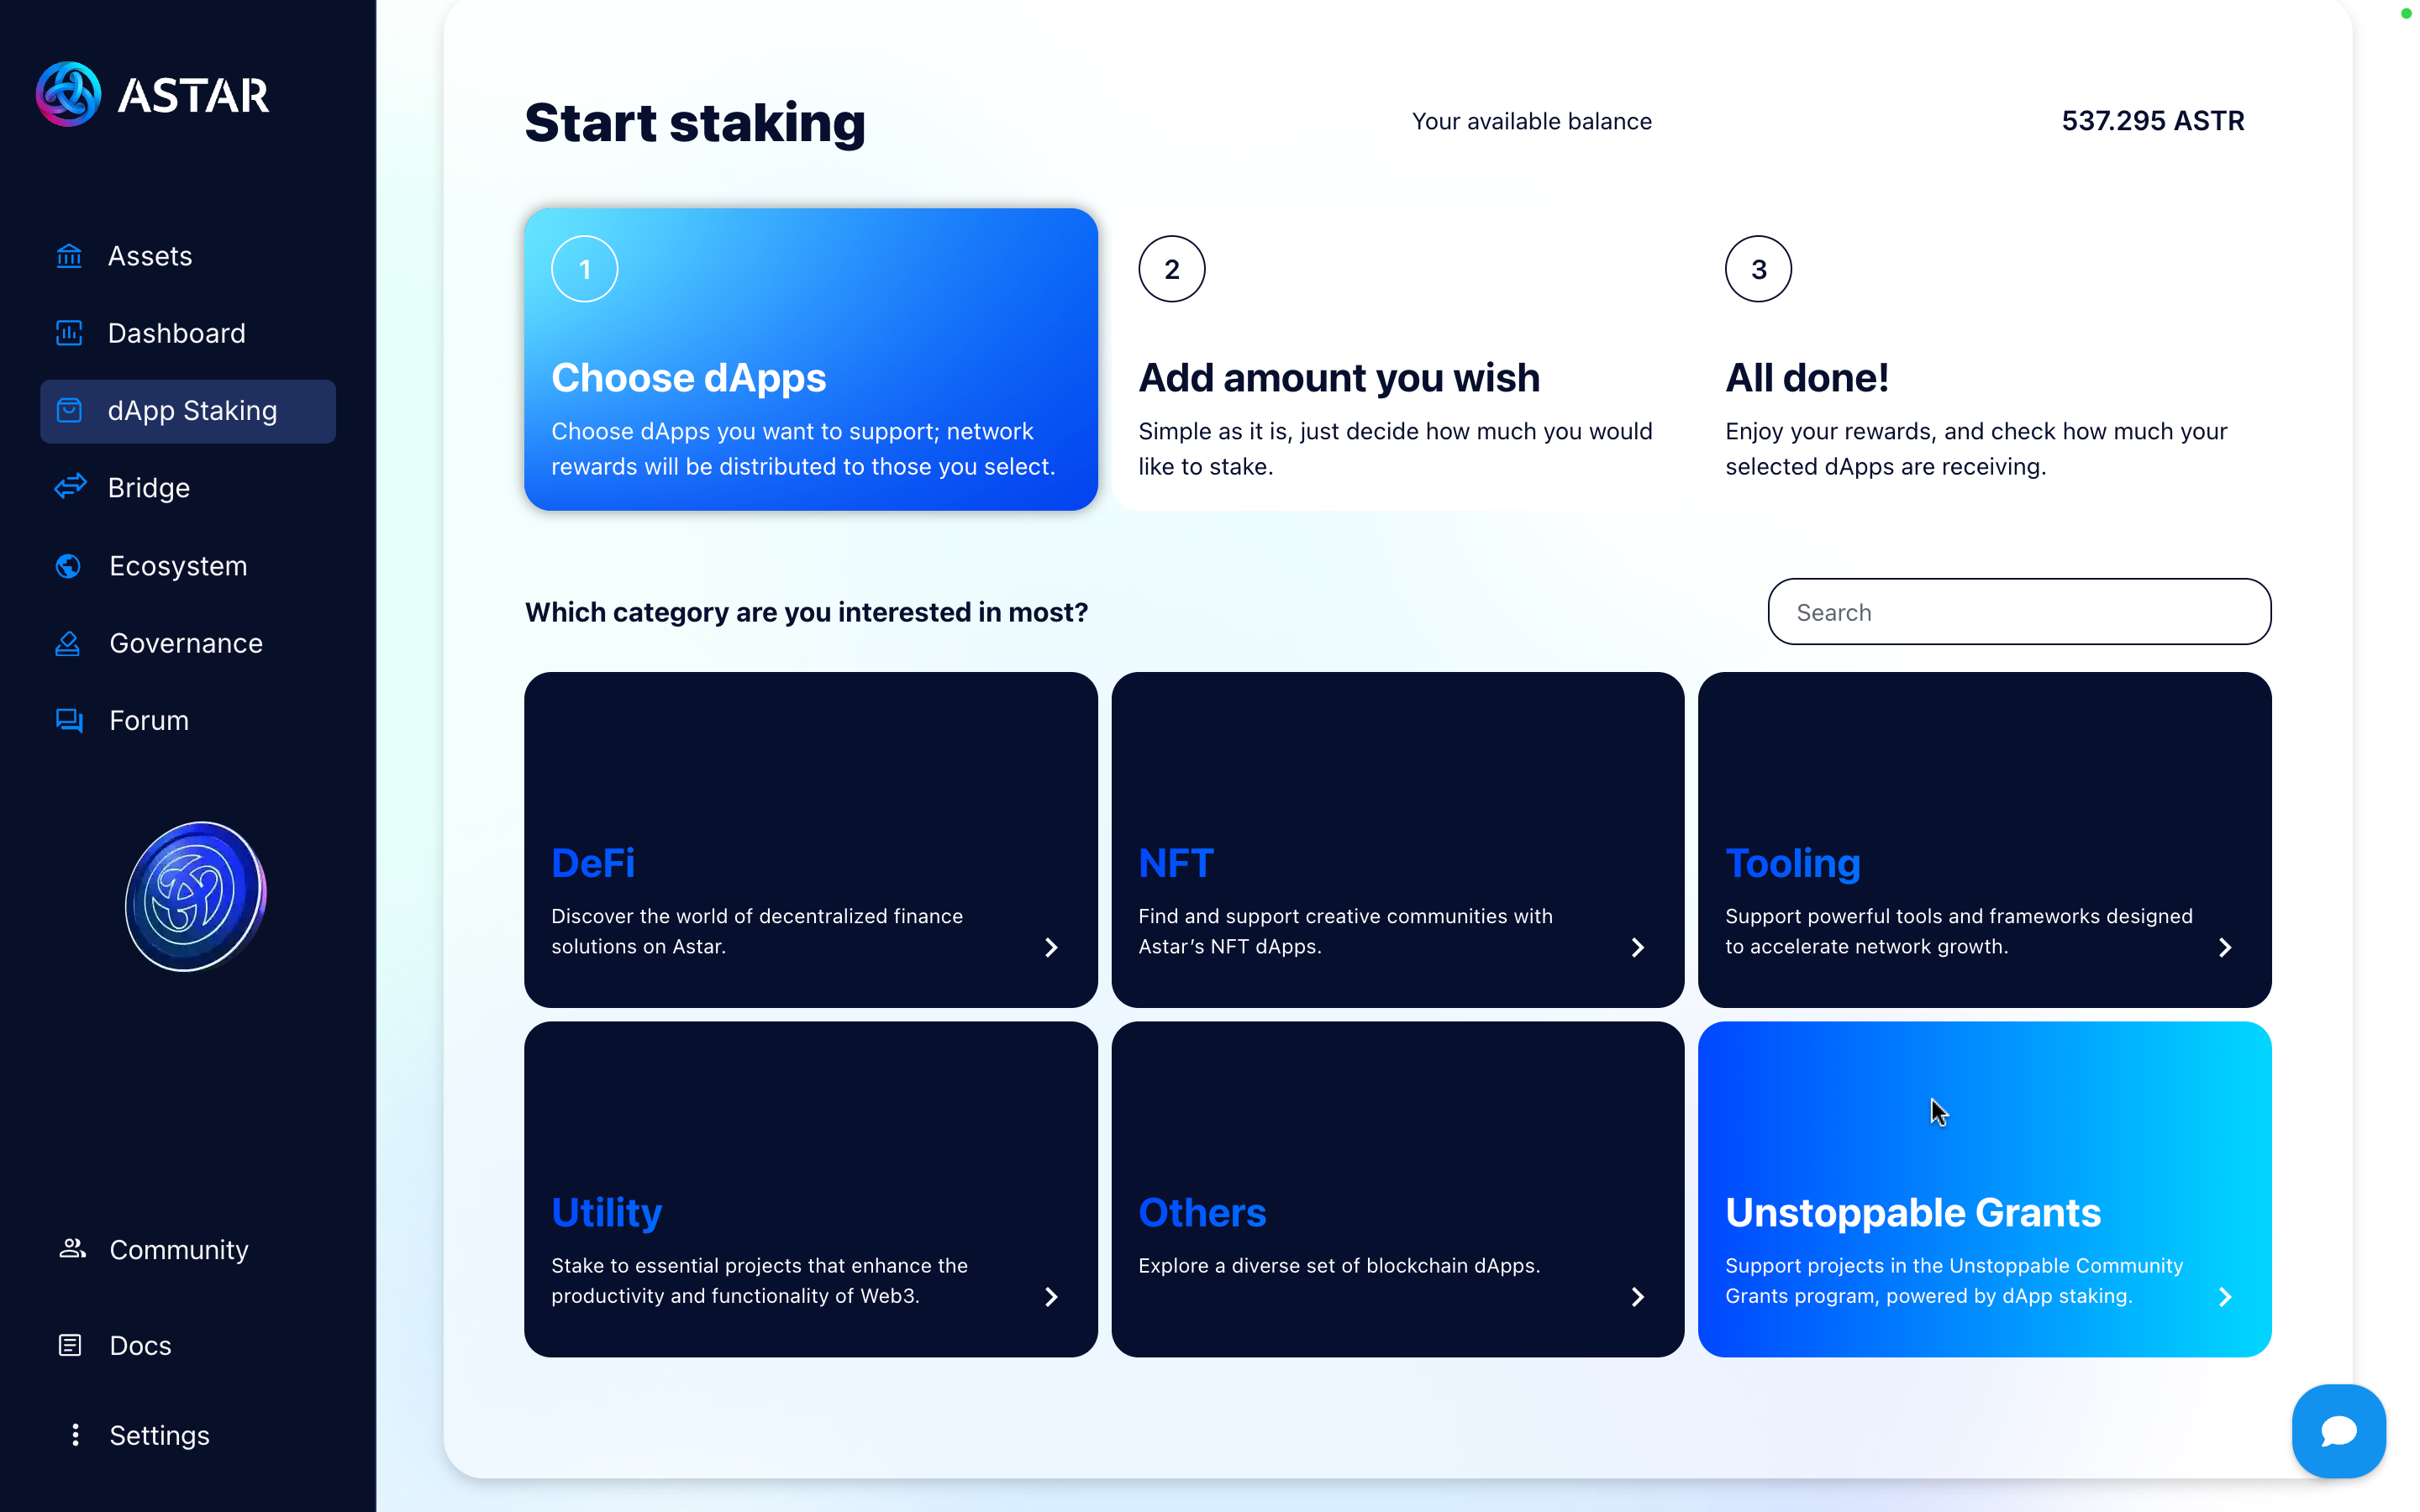 ASTAR
Assets
Dashboard
dApp Staking
Bridge
Ecosystem
Governance
Forum
Community
Docs
Settings
Start staking
Your available balance
537.295 ASTR
1
Choose dApps
Choose dApps you want to support; network
rewards will be distributed to those you select.
2
Add amount you wish
Simple as it is, just decide how much you would
like to stake.
3
All done!
Enjoy your rewards, and check how much your
selected dApps are receiving.
Which category are you interested in most?
Search
DeFi
Discover the world of decentralized finance
solutions on Astar.
NFT
Find and support creative communities with
Astar’s NFT dApps.
Tooling
Support powerful tools and frameworks designed
to accelerate network growth.
Utility
Stake to essential projects that enhance the
productivity and functionality of Web3.
Others
Explore a diverse set of blockchain dApps.
Unstoppable Grants
Support projects in the Unstoppable Community
Grants program, powered by dApp staking.